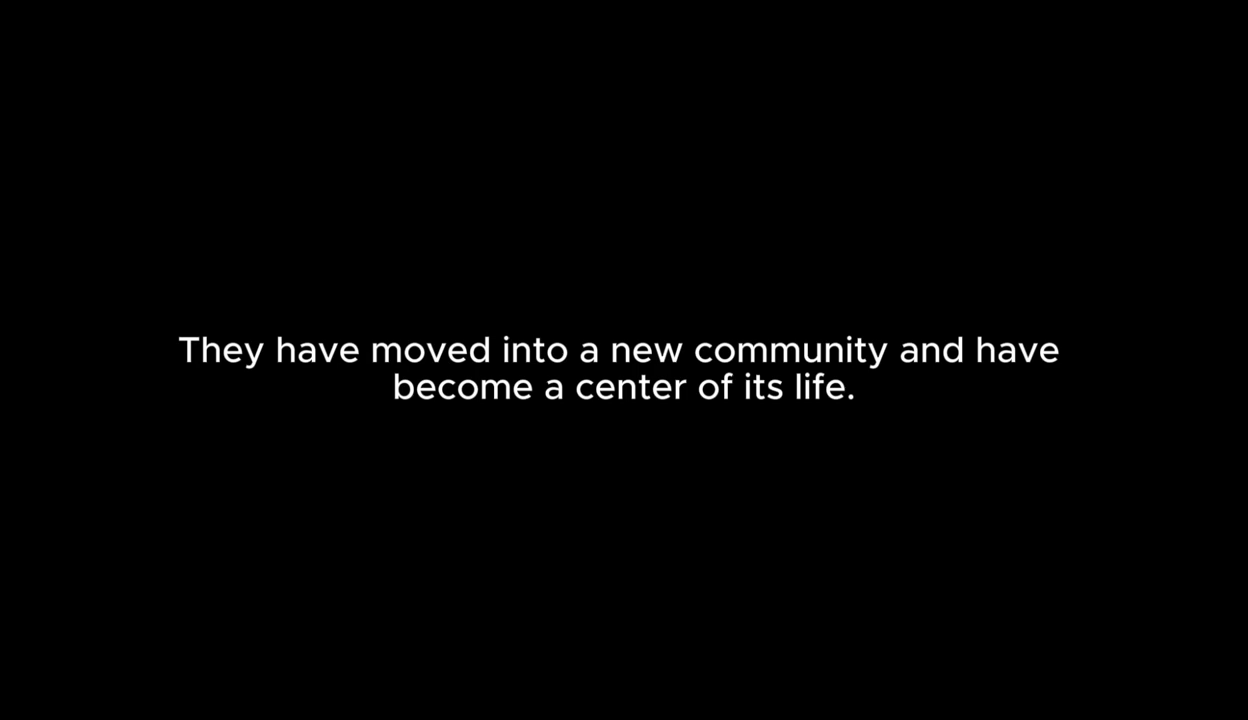 They have moved into a new community and have
become a center of its life.